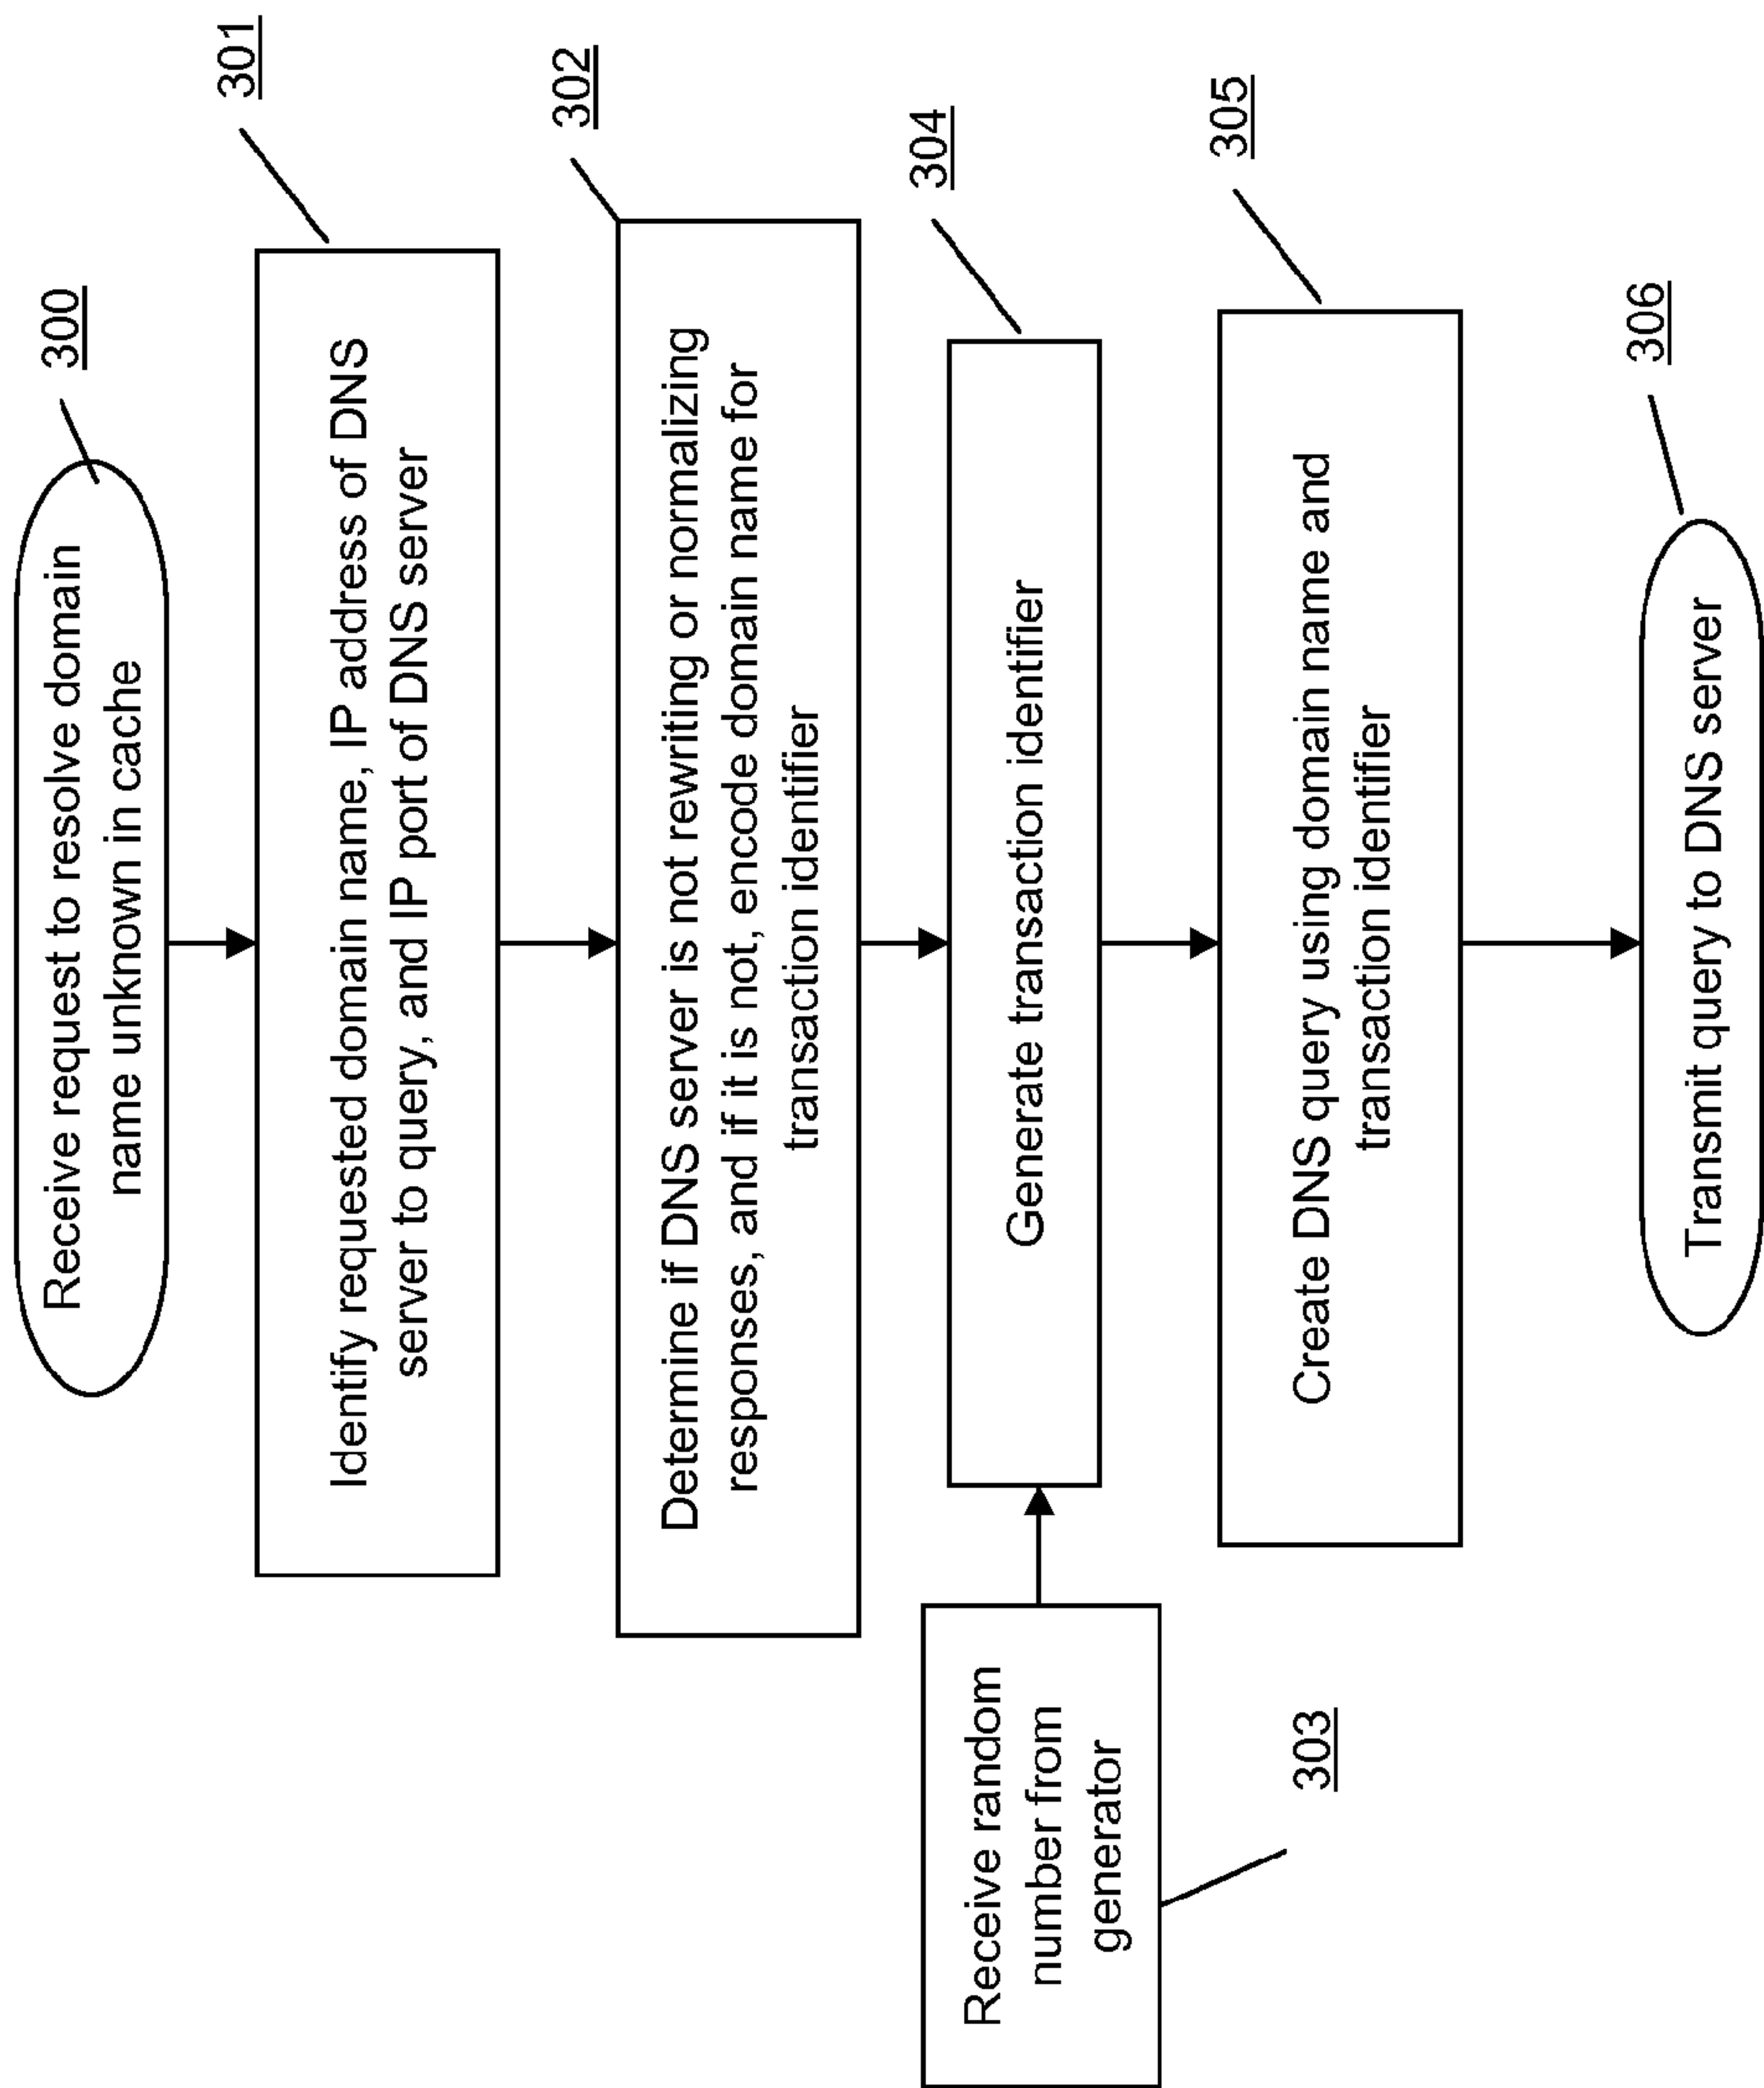 300
Receive request to resolve domain
name unknown in cache
301
Identify requested domain name, IP address of DNS
server to query, and IP port of DNS server
302
Determine if DNS server is not rewriting or normalizing
responses, and if it is not, encode domain name for
transaction identifier
303
Receive random
number from
generator
304
Generate transaction identifier
305
Create DNS query using domain name and
transaction identifier
306
Transmit query to DNS server